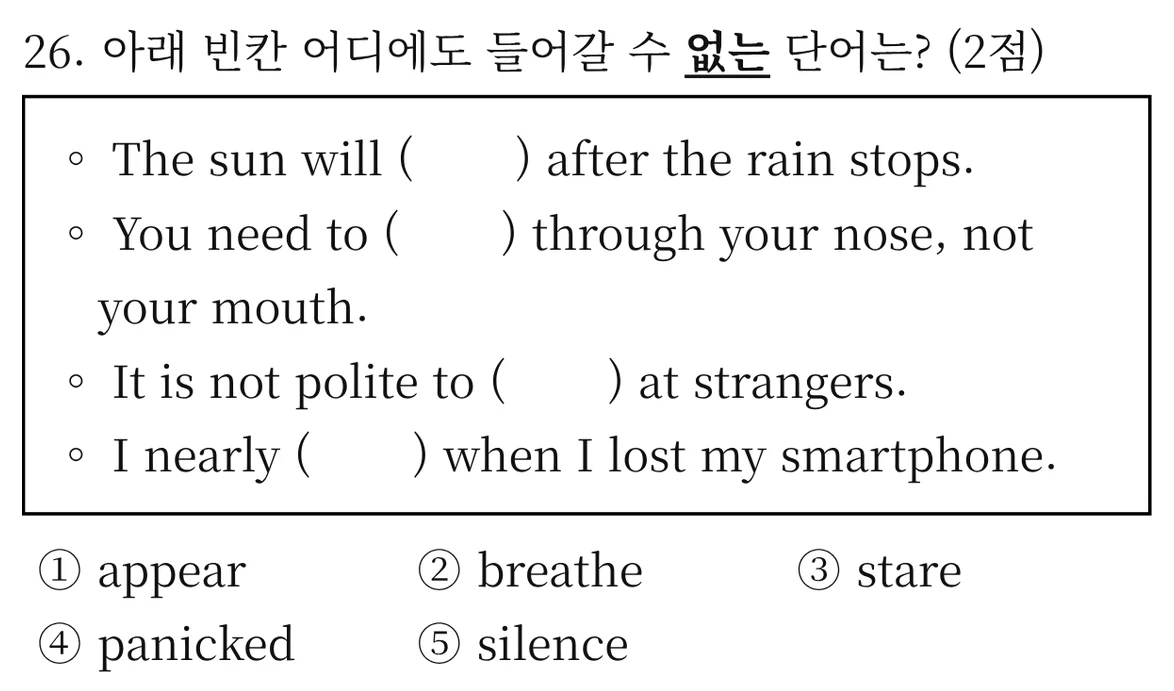 26. 아래 빈칸 어디에도 들어갈 수 없는 단어는? (2점)
◦ The sun will (      ) after the rain stops.
◦ You need to (      ) through your nose, not
your mouth.
◦ It is not polite to (      ) at strangers.
◦ I nearly (      ) when I lost my smartphone.
① appear ② breathe ③ stare
④ panicked ⑤ silence